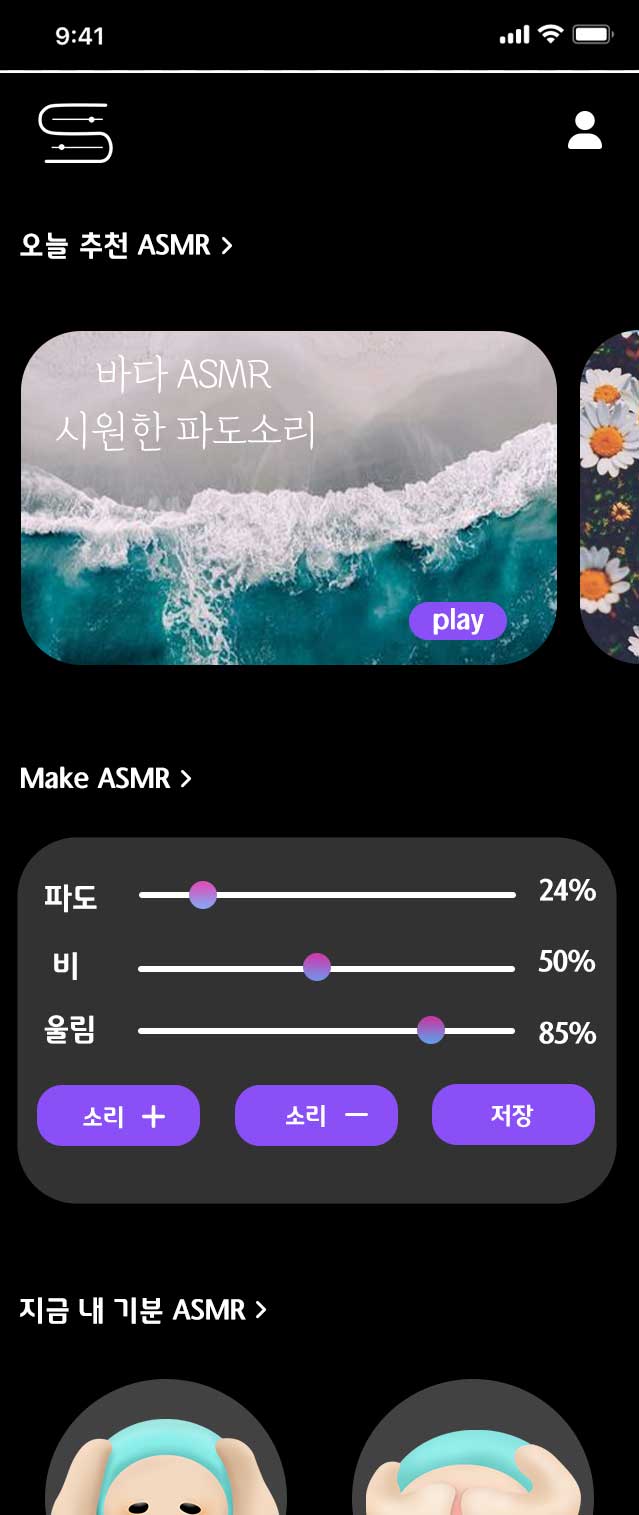 9:41
오늘 추천 ASMR >
바다 ASMR
시원한 파도소리
play
Make ASMR >
파도 24%
비 50%
울림 85%
소리 + 소리 — 저장
지금 내 기분 ASMR >